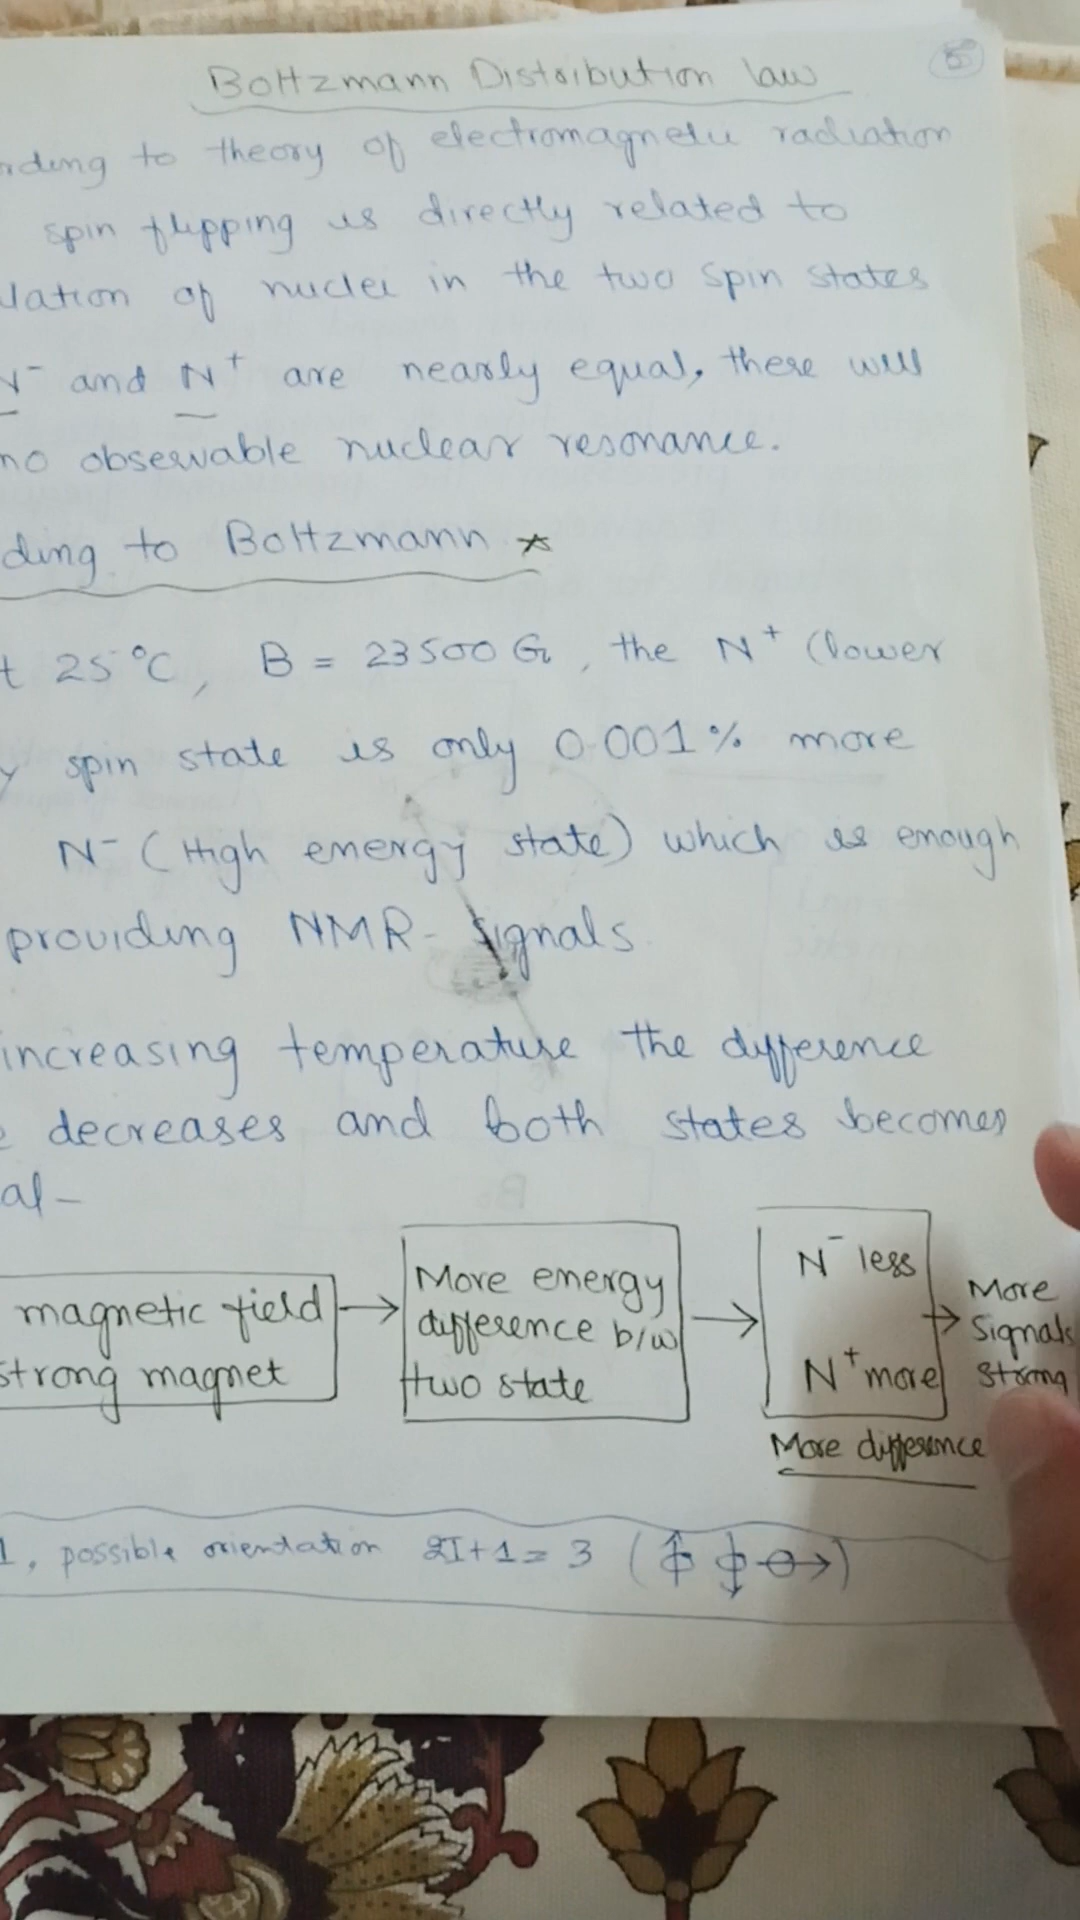 Boltzmann Distribution law
5
rding to theory of electromagnetic radiation
spin flipping is directly related to
lation of nuclei in the two spin states
N⁻ and N⁺ are nearly equal, there will
no observable nuclear resonance.
ding to Boltzmann *
t 25°C, B = 23500 G, the N⁺ (lower
y spin state is only 0.001% more
N⁻ (High energy state) which is enough
providing NMR-signals
increasing temperature the difference
e decreases and both states becomes
al-
magnetic field
strong magnet
→
More energy
difference b/w
two state
→
N⁻ less
N⁺ more
→ More
Signals
Strong
More difference
1, possible orientation 2I+1=3